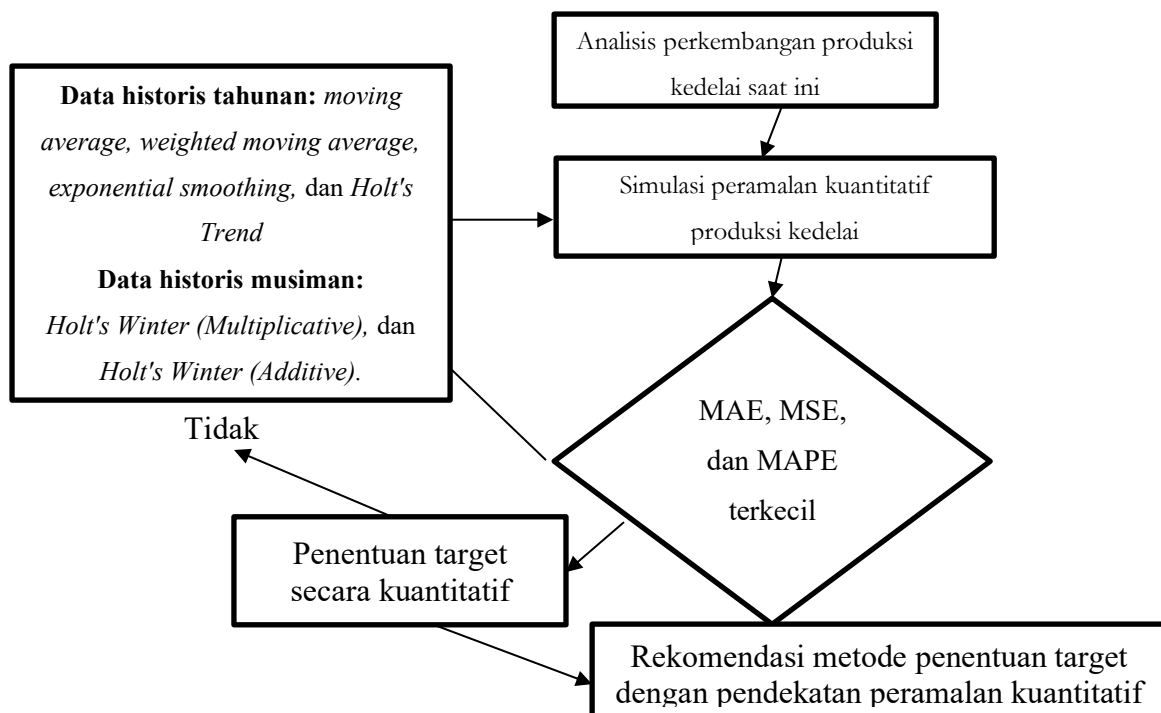 Analisis perkembangan produksi
kedelai saat ini
Data historis tahunan: moving
average, weighted moving average,
exponential smoothing, dan Holt's
Trend
Data historis musiman:
Holt's Winter (Multiplicative), dan
Holt's Winter (Additive).
Simulasi peramalan kuantitatif
produksi kedelai
MAE, MSE,
dan MAPE
terkecil
Tidak
Penentuan target
secara kuantitatif
Rekomendasi metode penentuan target
dengan pendekatan peramalan kuantitatif